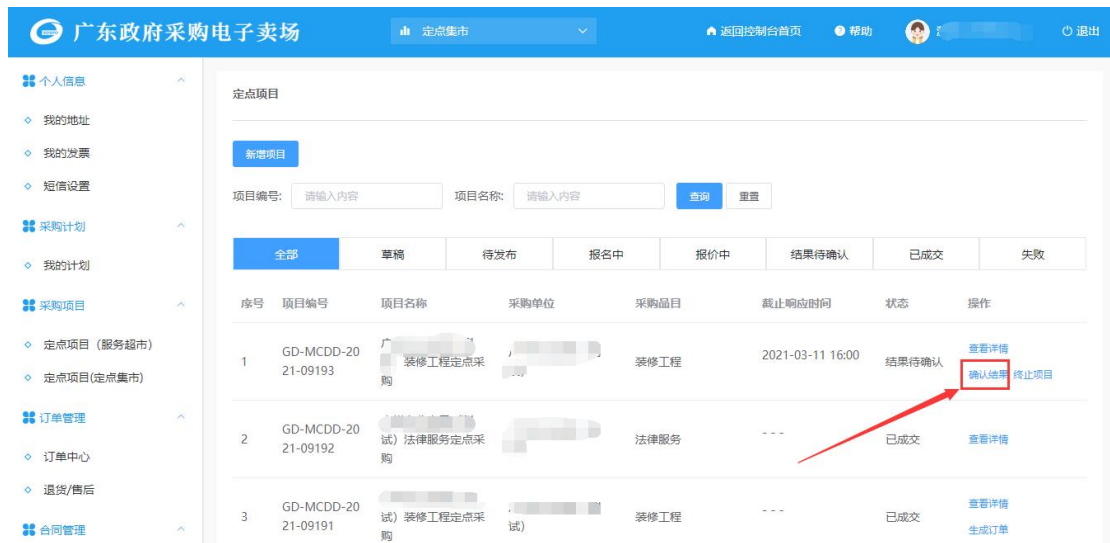 广东政府采购电子卖场
定点集市
返回控制台首页
帮助
退出
个人信息
我的地址
我的发票
短信设置
采购计划
我的计划
采购项目
定点项目（服务超市）
定点项目(定点集市)
订单管理
订单中心
退货/售后
合同管理
定点项目
新增项目
项目编号: 请输入内容 项目名称: 请输入内容 查询 重置
全部 草稿 待发布 报名中 报价中 结果待确认 已成交 失败
序号 项目编号 项目名称 采购单位 采购品目 截止响应时间 状态 操作
GD-MCDD-20 查看详情
1 装修工程定点采 装修工程 2021-03-11 16:00 结果待确认
21-09193 确认结果 终止项目
购
GD-MCDD-20
2 试）法律服务定点采 法律服务 - - - 已成交 查看详情
21-09192
购
GD-MCDD-20 查看详情
3 试）装修工程定点采 试） 装修工程 - - - 已成交
21-09191 生成订单
购